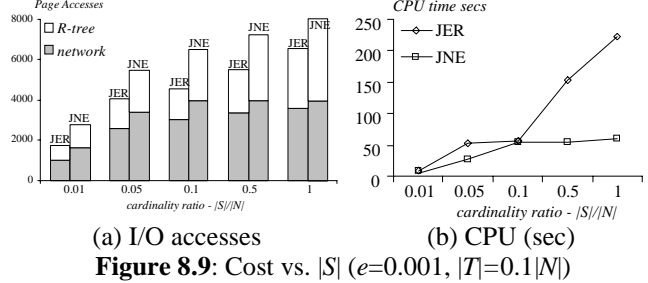 Page Accesses
8000
6000
4000
2000
0
R-tree
network
JER
JNE
JER
JNE
JER
JNE
JER
JNE
JER
JNE
0.01 0.05 0.1 0.5 1
cardinality ratio - |S|/|N|
(a) I/O accesses
CPU time secs
250
200
150
100
50
0
JER
JNE
0.01 0.05 0.1 0.5 1
cardinality ratio - |S|/|N|
(b) CPU (sec)
Figure 8.9: Cost vs. |S| (e=0.001, |T|=0.1|N|)